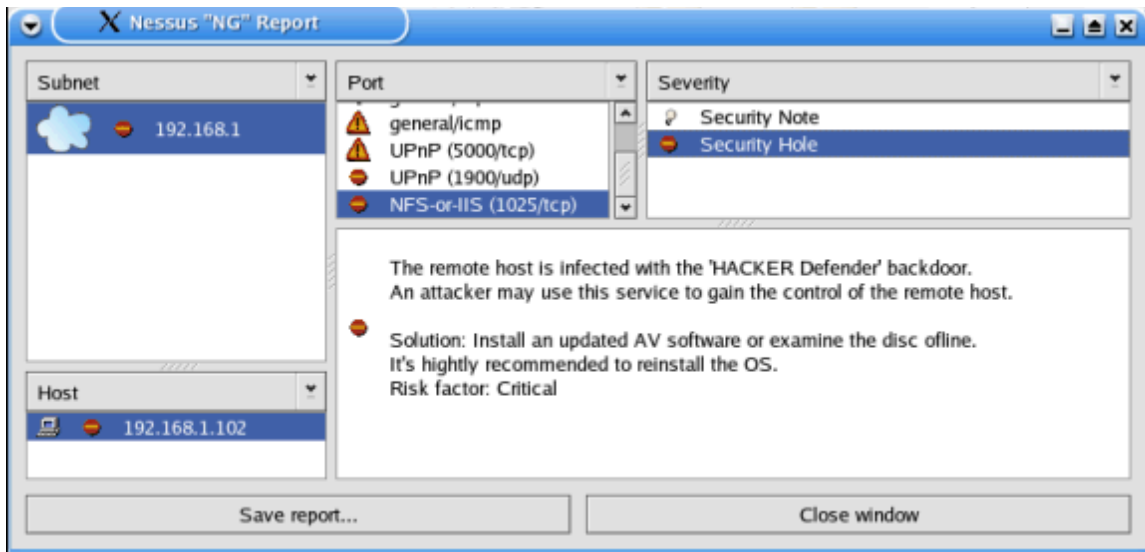 Nessus "NG" Report
Subnet
192.168.1
Host
192.168.1.102
Port
general/icmp
UPnP (5000/tcp)
UPnP (1900/udp)
NFS-or-IIS (1025/tcp)
Severity
Security Note
Security Hole
The remote host is infected with the 'HACKER Defender' backdoor.
An attacker may use this service to gain the control of the remote host.
Solution: Install an updated AV software or examine the disc ofline.
It's hightly recommended to reinstall the OS.
Risk factor: Critical
Save report...
Close window